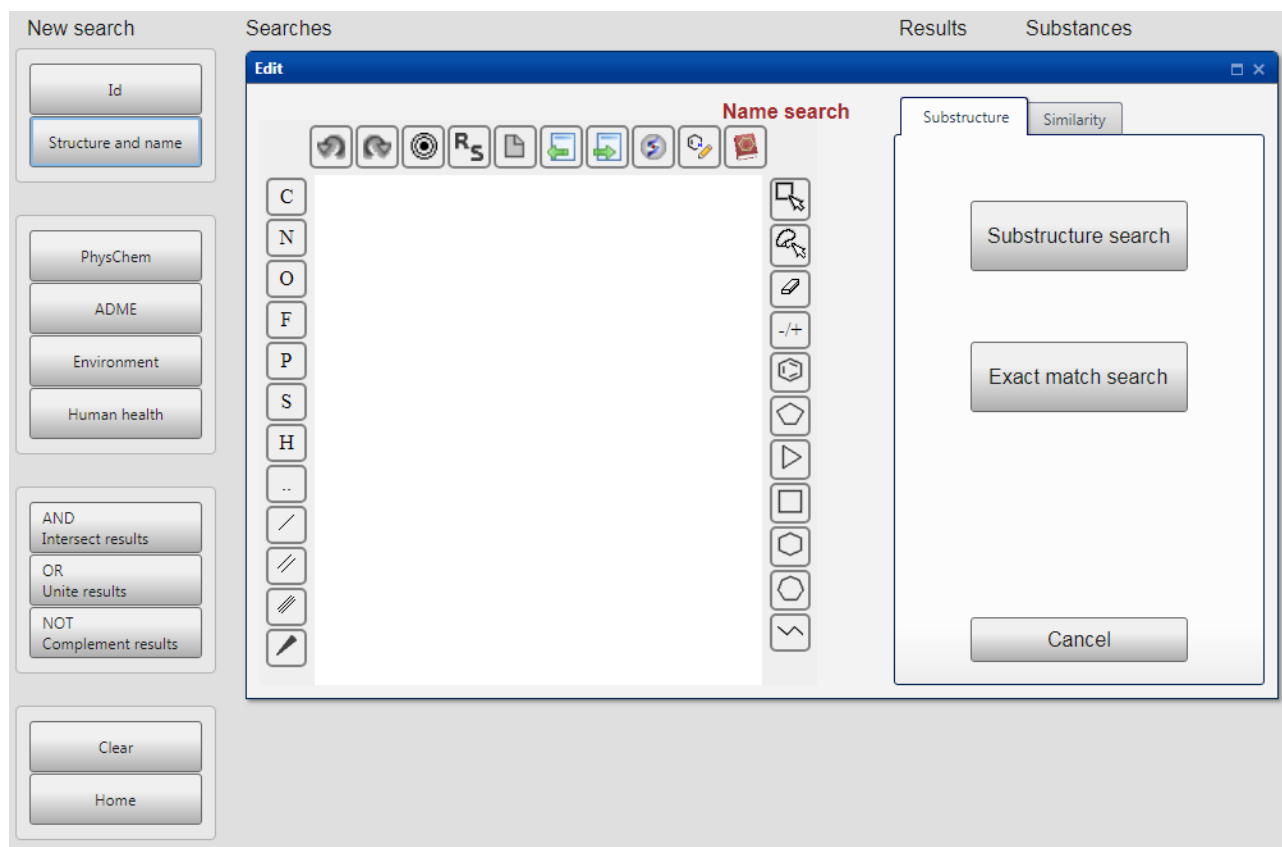 New search
Searches
Results
Substances
Id
Structure and name
PhysChem
ADME
Environment
Human health
AND
Intersect results
OR
Unite results
NOT
Complement results
Clear
Home
Edit
Name search
RS
C
N
O
F
P
S
H
..
-/+
Substructure
Similarity
Substructure search
Exact match search
Cancel